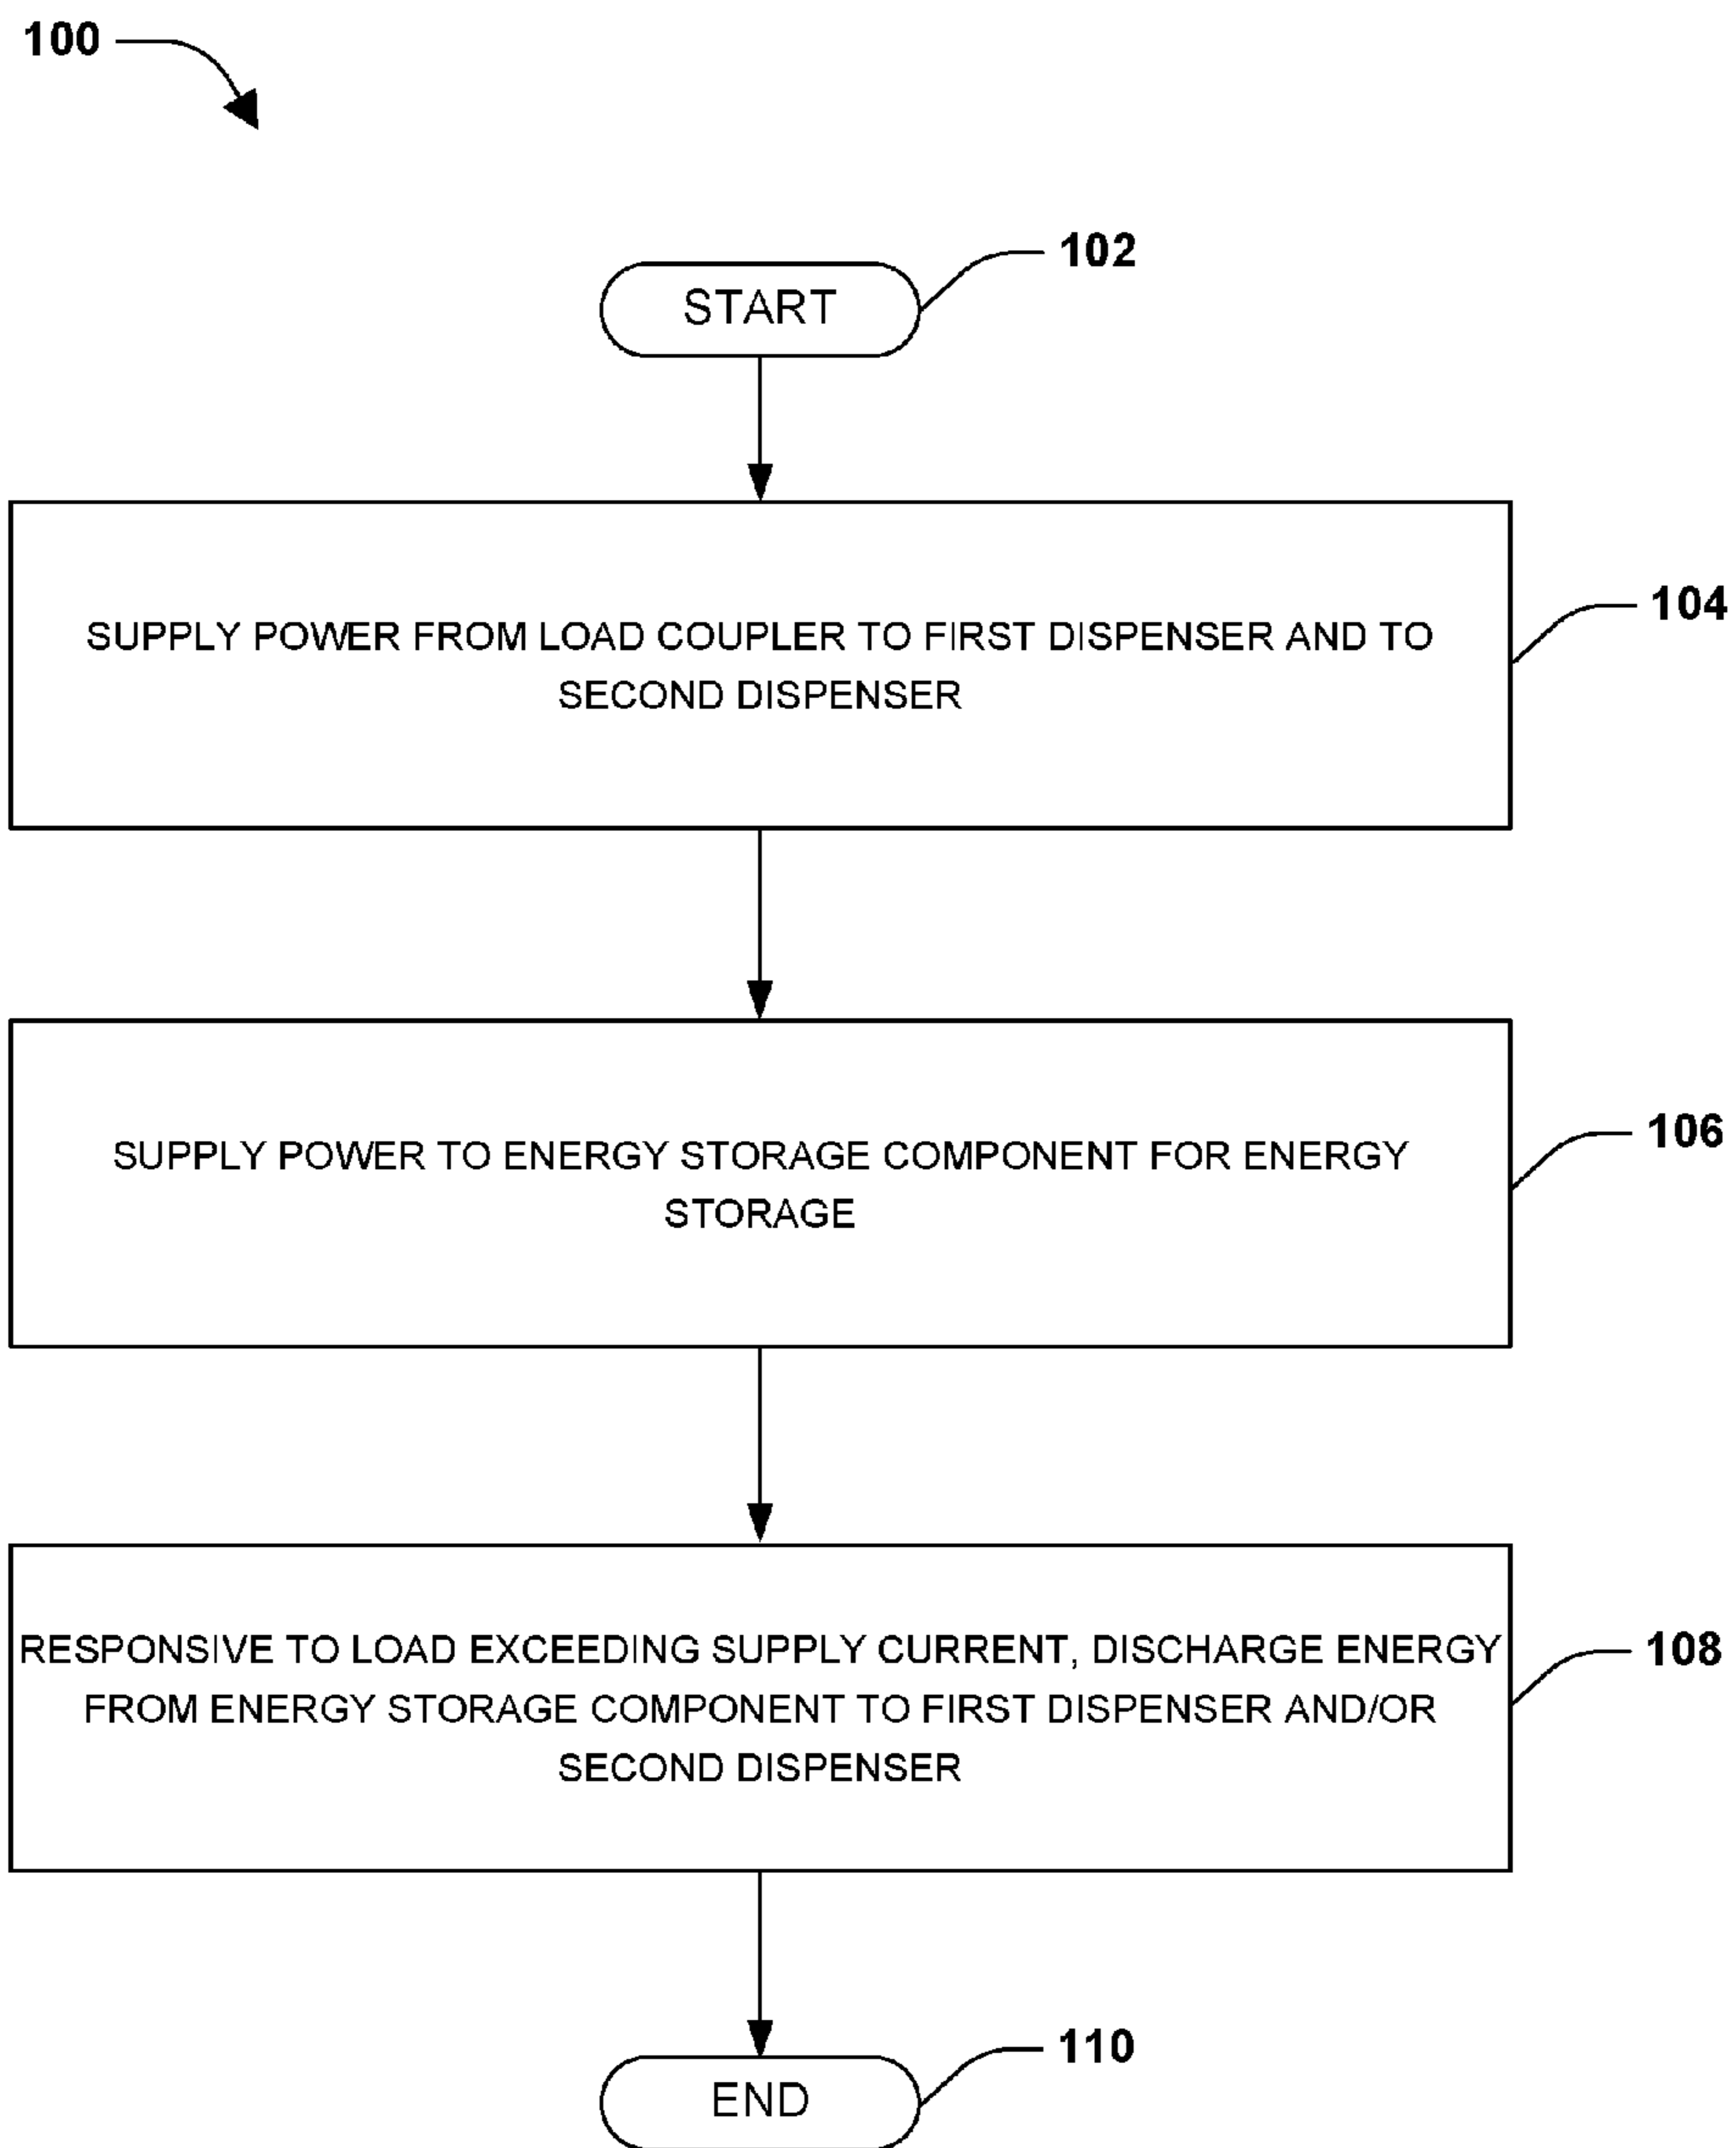 100
102
START
104
SUPPLY POWER FROM LOAD COUPLER TO FIRST DISPENSER AND TO
SECOND DISPENSER
106
SUPPLY POWER TO ENERGY STORAGE COMPONENT FOR ENERGY
STORAGE
108
RESPONSIVE TO LOAD EXCEEDING SUPPLY CURRENT, DISCHARGE ENERGY
FROM ENERGY STORAGE COMPONENT TO FIRST DISPENSER AND/OR
SECOND DISPENSER
110
END